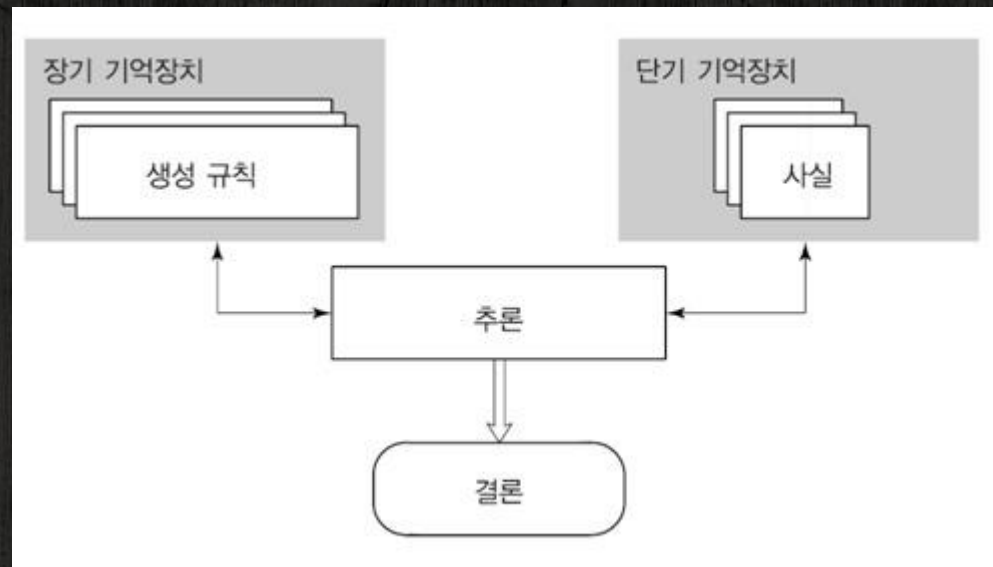 장기 기억장치
단기 기억장치
생성 규칙
사실
추론
결론